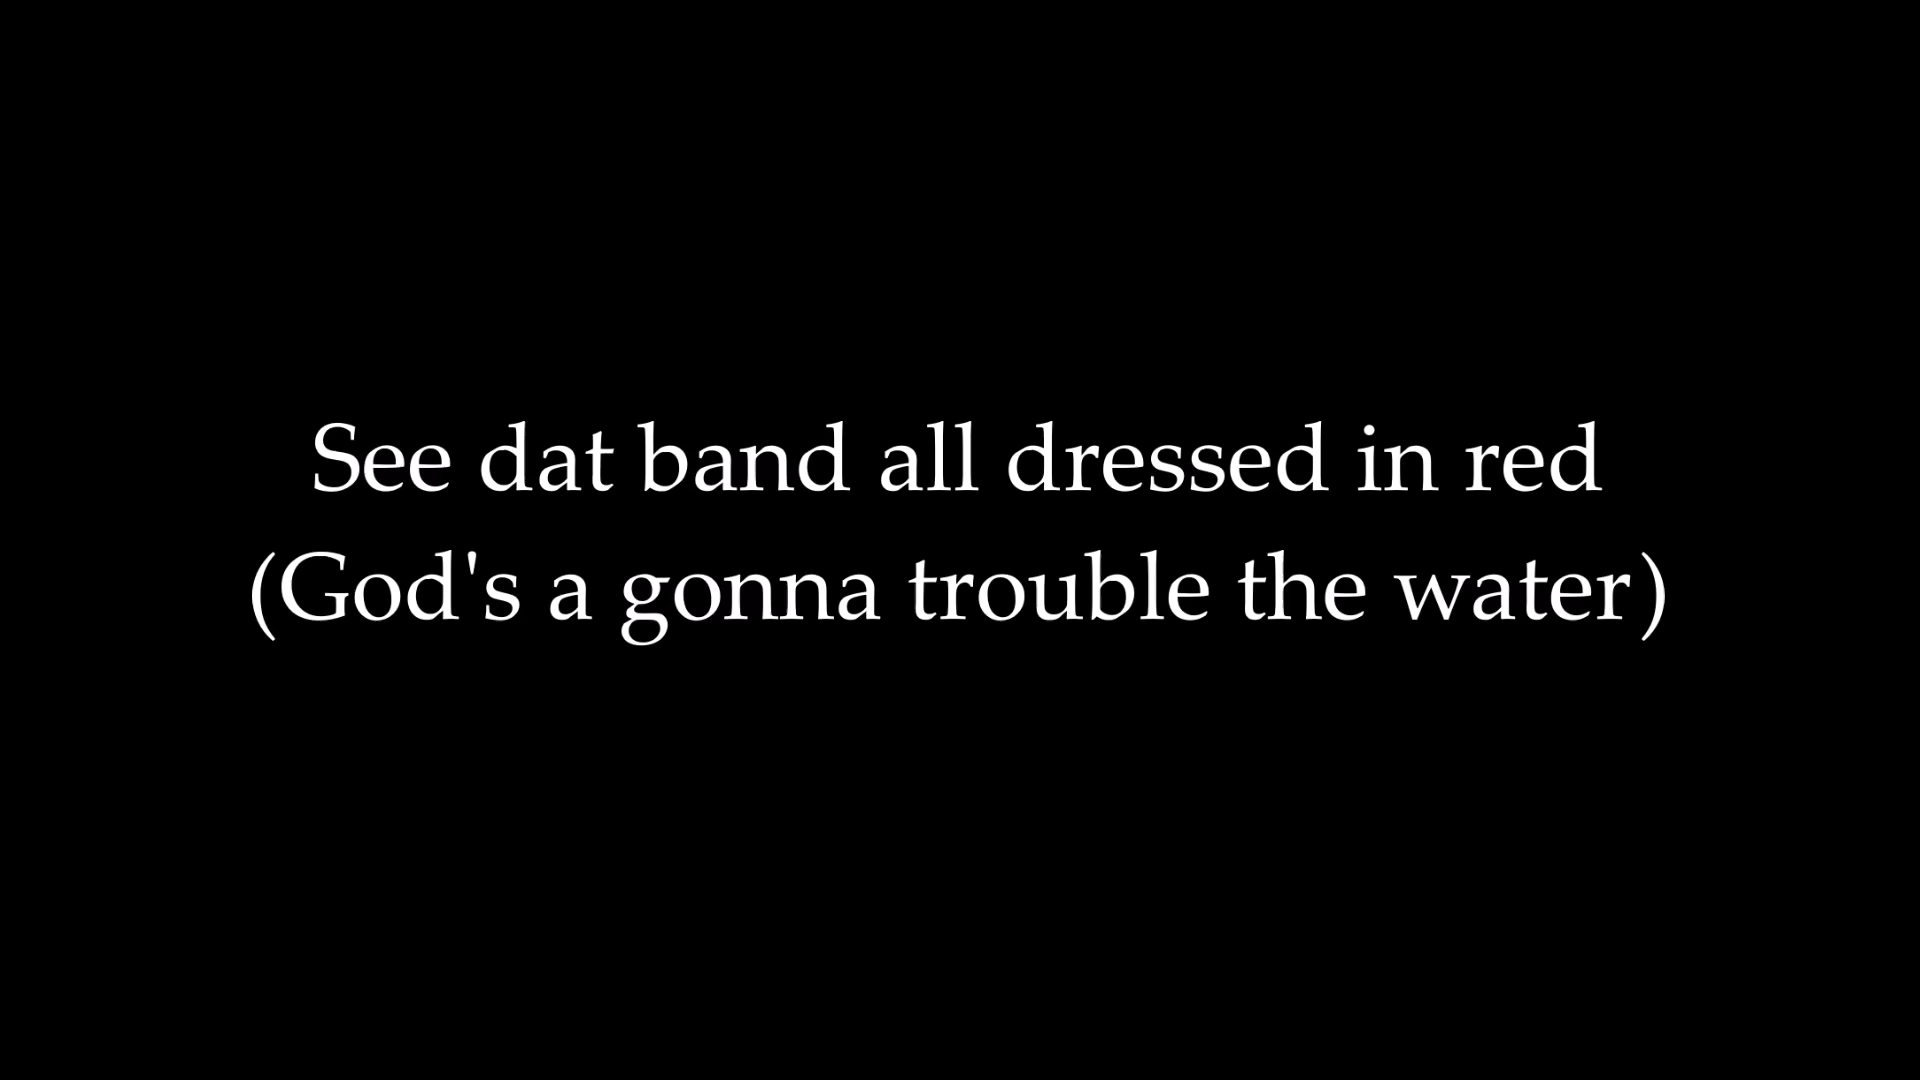 See dat band all dressed in red
(God's a gonna trouble the water)